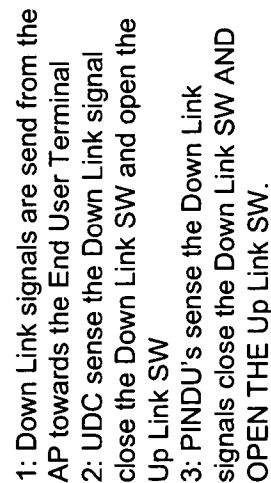 1: Down Link signals are send from the
AP towards the End User Terminal
2: UDC sense the Down Link signal
close the Down Link SW and open the
Up Link SW
3: PINDU's sense the Down Link
signals close the Down Link SW AND
OPEN THE Up Link SW.